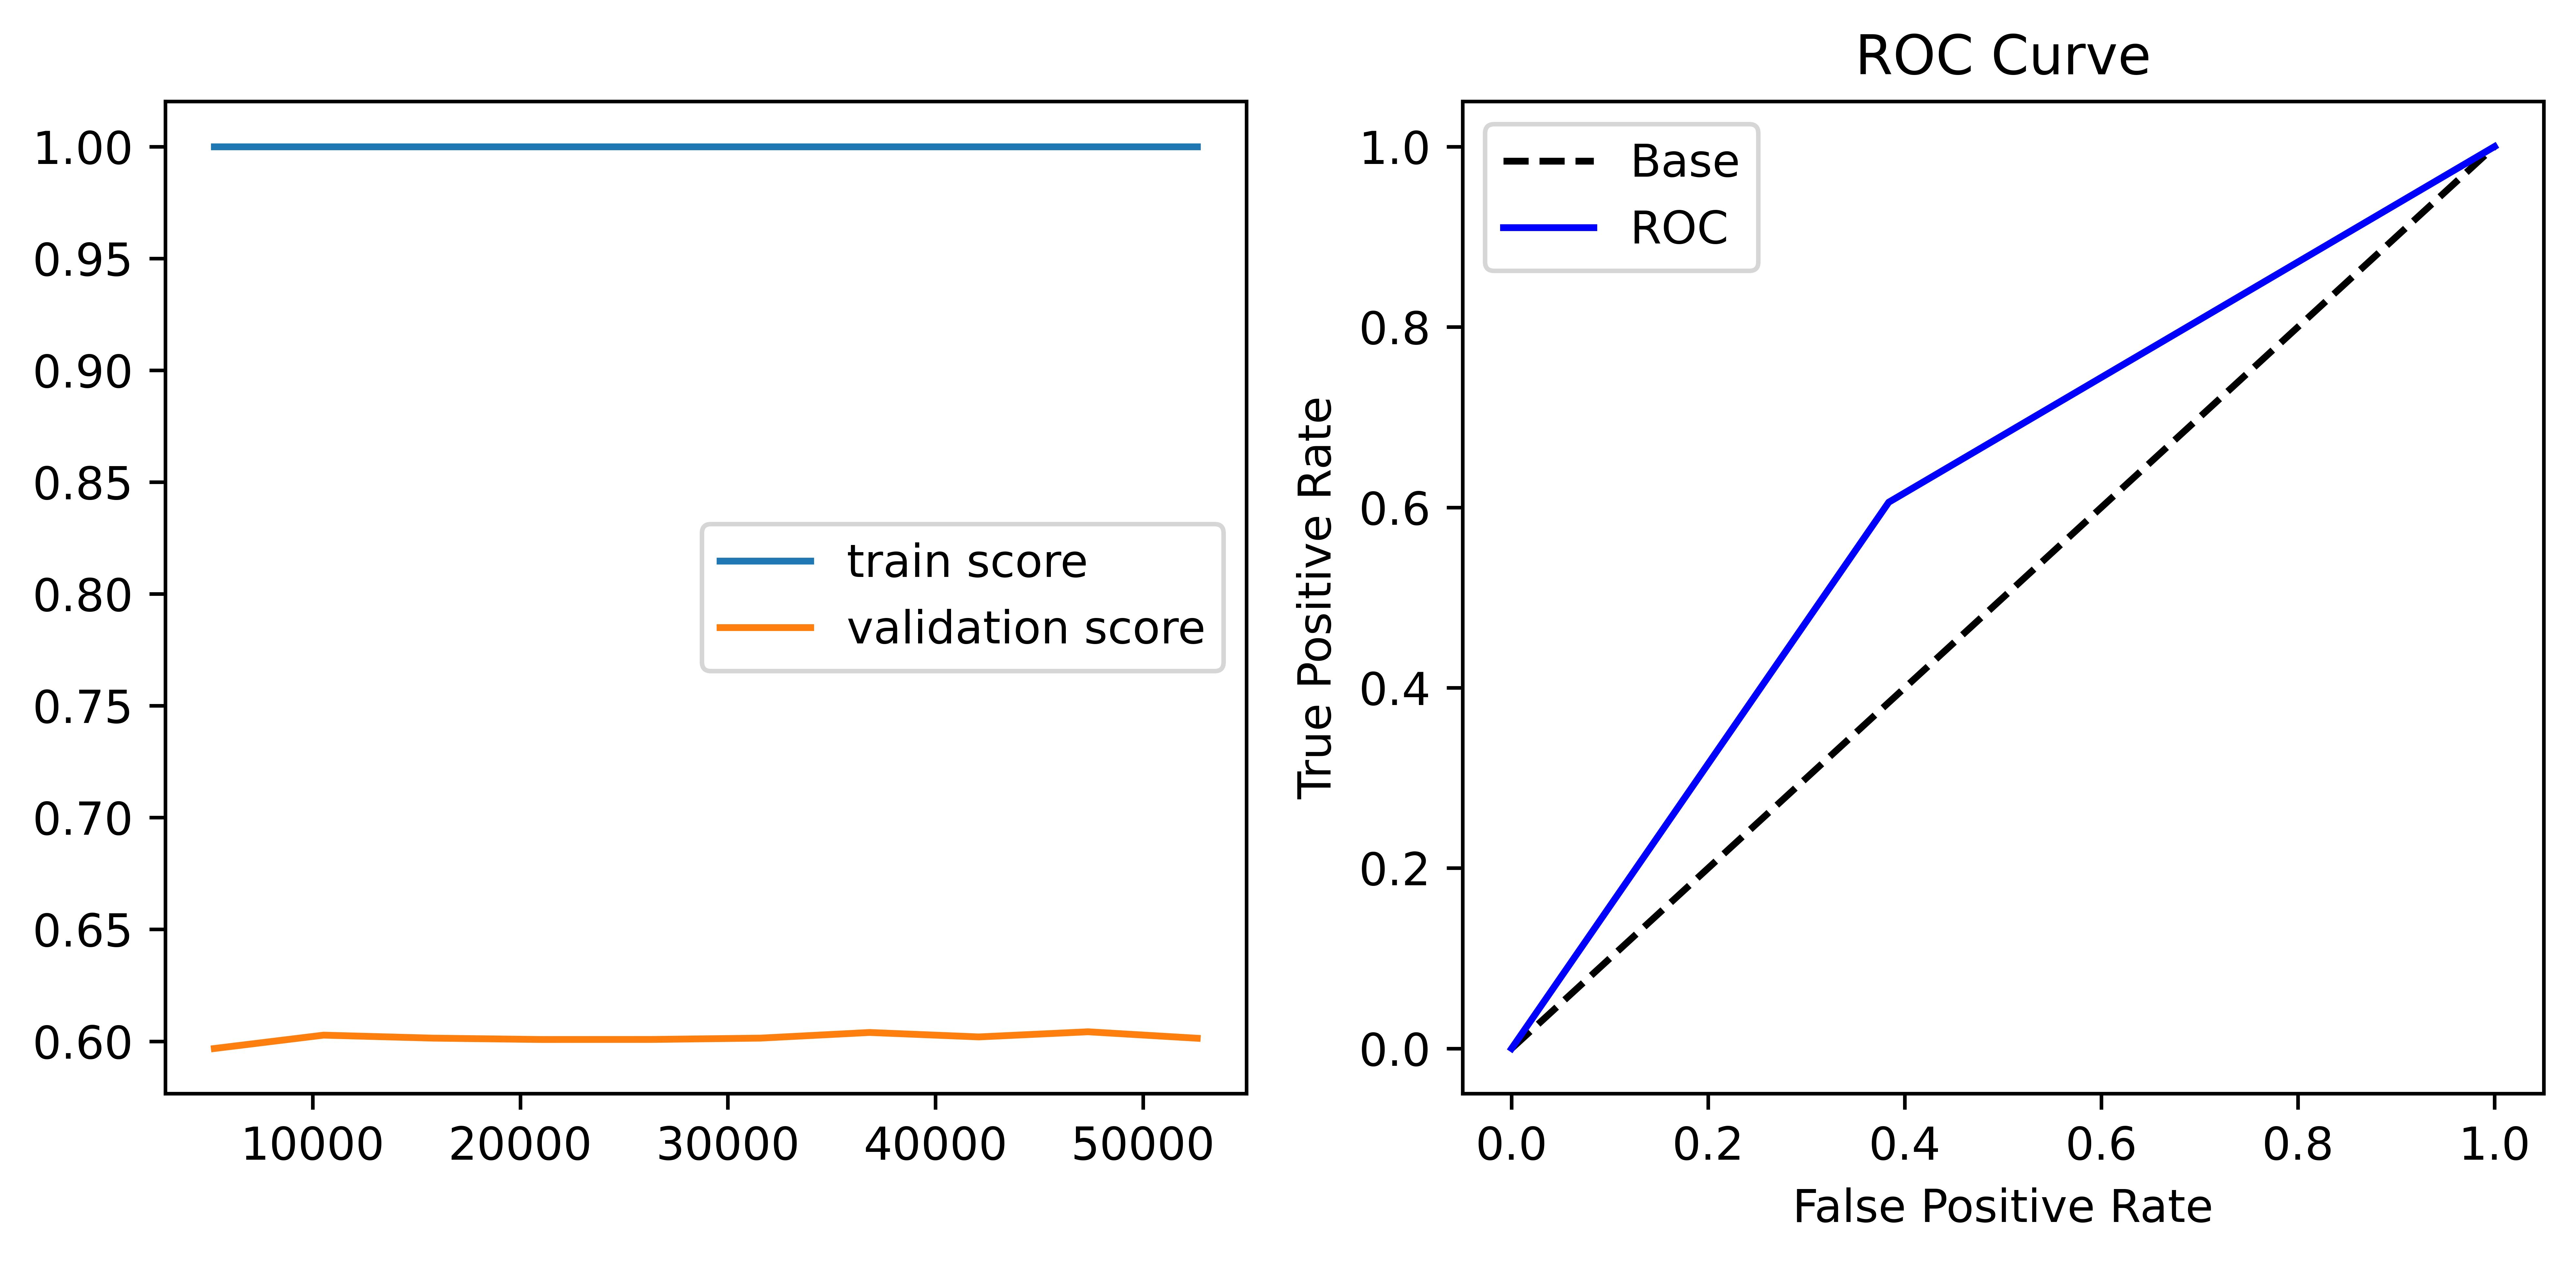 1.00
0.95
0.90
0.85
0.80
0.75
0.70
0.65
0.60
10000 20000 30000 40000 50000
train score
validation score
ROC Curve
Base
ROC
True Positive Rate
1.0
0.8
0.6
0.4
0.2
0.0
0.0 0.2 0.4 0.6 0.8 1.0
False Positive Rate